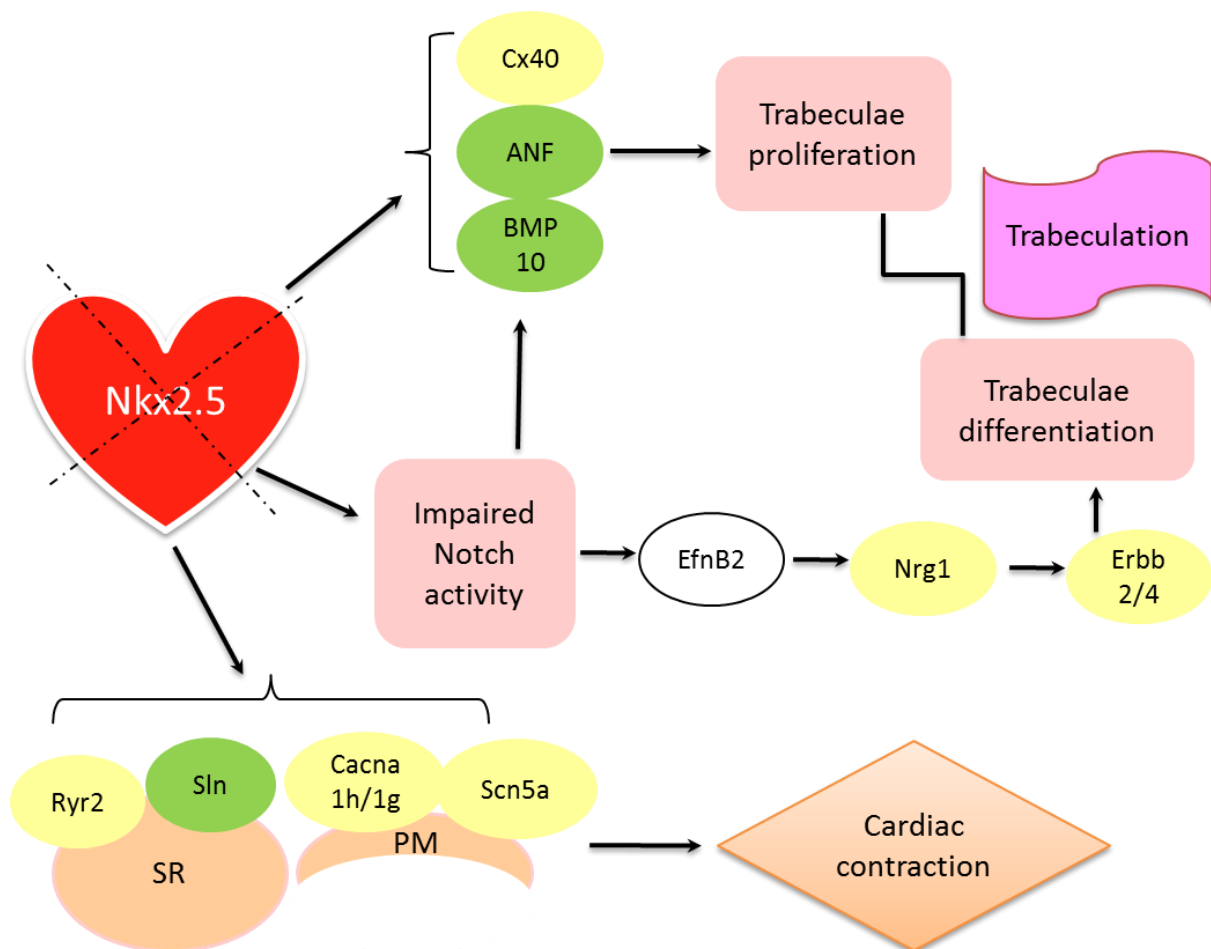 Cx40
ANF
BMP
10
Trabeculae
proliferation
Trabeculation
Nkx2.5
Trabeculae
differentiation
Impaired
Notch
activity
EfnB2
Nrg1
Erbb
2/4
Ryr2
Sln
Cacna
1h/1g
Scn5a
SR
PM
Cardiac
contraction